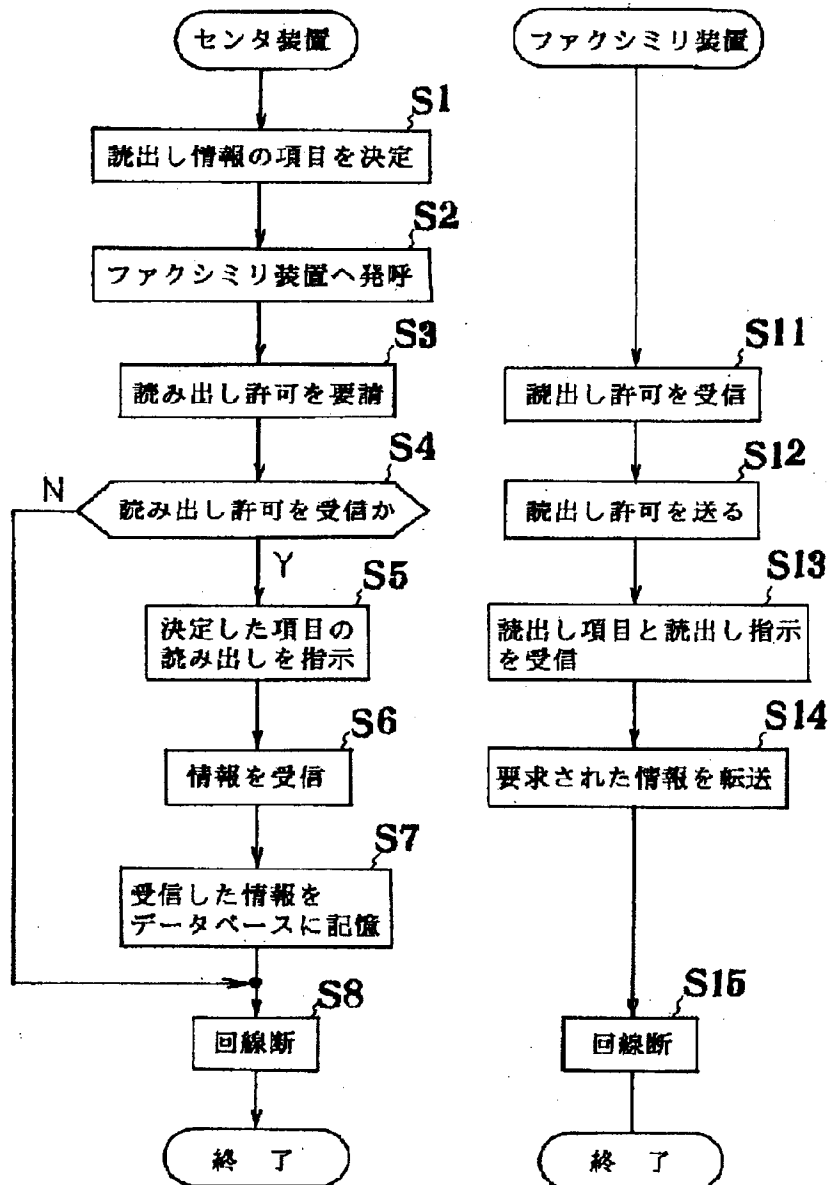 センタ装置
S1
読出し情報の項目を決定
S2
ファクシミリ装置へ発呼
S3
読み出し許可を要請
S4
N
読み出し許可を受信か
Y
S5
決定した項目の
読み出しを指示
S6
情報を受信
S7
受信した情報を
データベースに記憶
S8
回線断
終 了
ファクシミリ装置
S11
読出し許可を受信
S12
読出し許可を送る
S13
読出し項目と読出し指示
を受信
S14
要求された情報を転送
S15
回線断
終 了